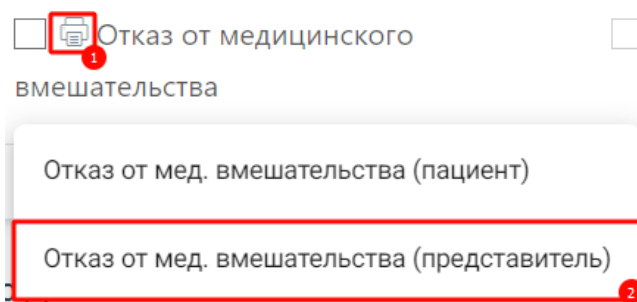 Отказ от медицинского
1
вмешательства
Отказ от мед. вмешательства (пациент)
Отказ от мед. вмешательства (представитель)
2